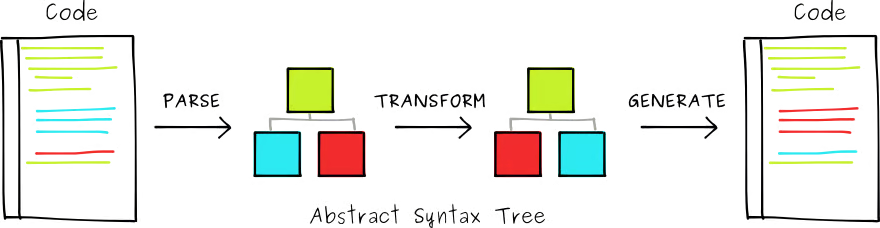 Code
Code
PARSE
TRANSFORM
GENERATE
Abstract Syntax Tree